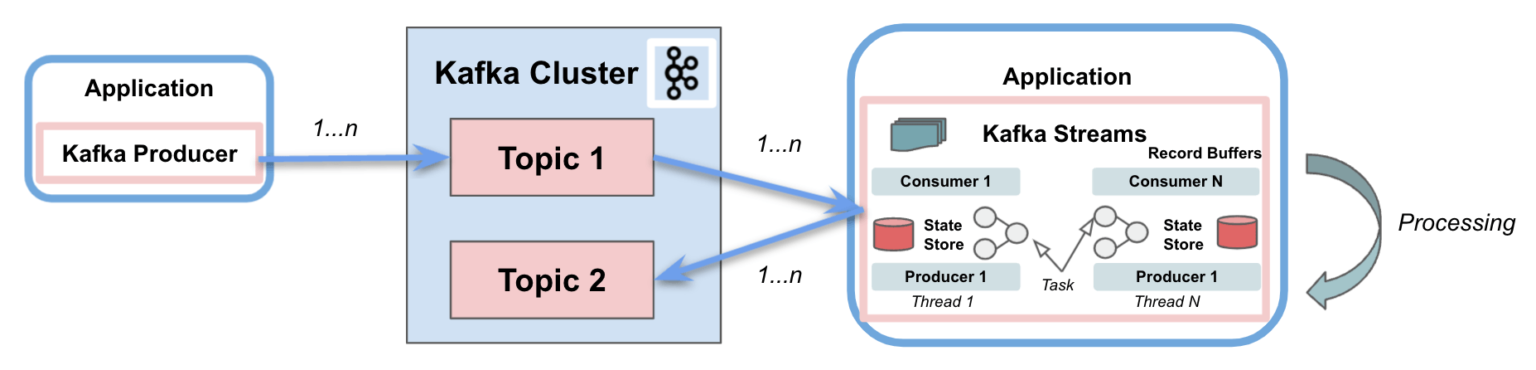 Application
Kafka Producer
1...n
Kafka Cluster
Topic 1
Topic 2
1...n
1...n
Application
Kafka Streams
Record Buffers
Consumer 1
Consumer N
State
Store
State
Store
Producer 1
Producer 1
Task
Thread 1
Thread N
Processing